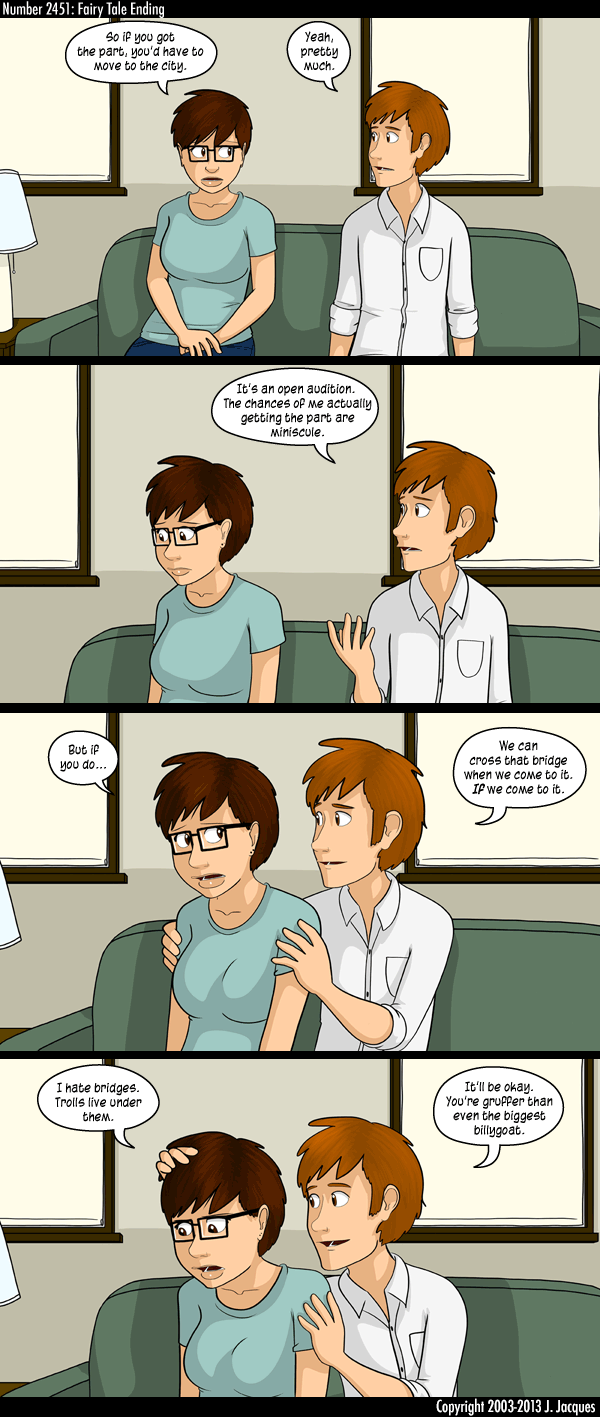 Number 2451: Fairy Tale Ending
So if you got
the part, you'd have to
move to the city.
Yeah,
pretty
much.
It's an open audition.
The chances of me actually
getting the part are
miniscule.
But if
you do...
We can
cross that bridge
when we come to it.
If we come to it.
I hate bridges.
Trolls live under
them.
It'll be okay.
You're gruffer than
even the biggest
billygoat.
Copyright 2003-2013 J. Jacques